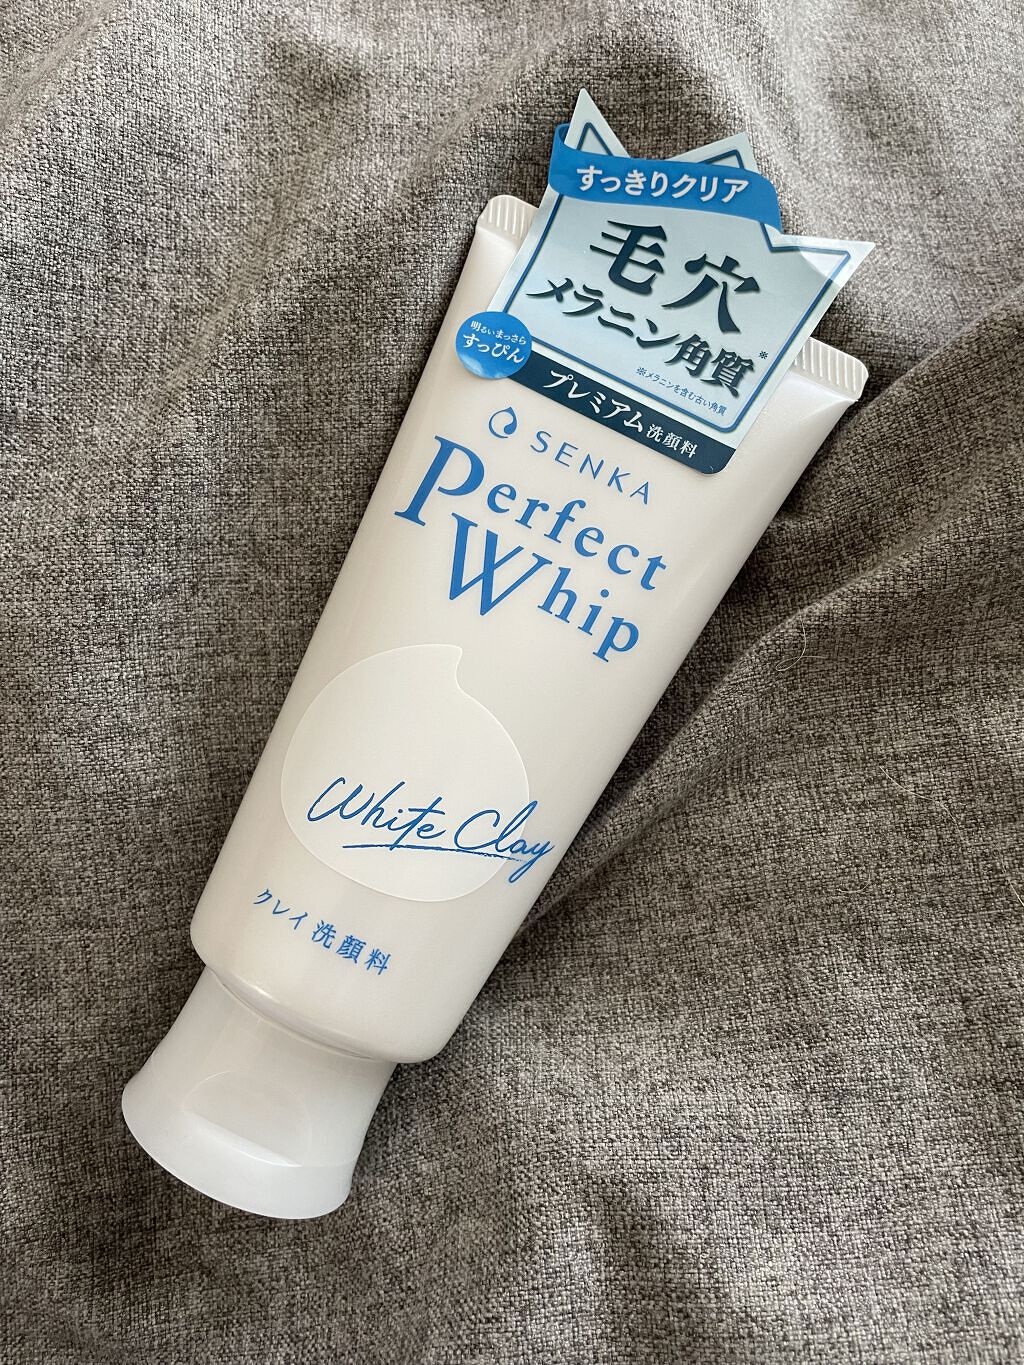 すっきりクリア
毛穴
メラニン角質※
※メラニンを含む古い角質
明るいまっさら
すっぴん
プレミアム洗顔料
SENKA
Perfect
Whip
White Clay
クレイ洗顔料